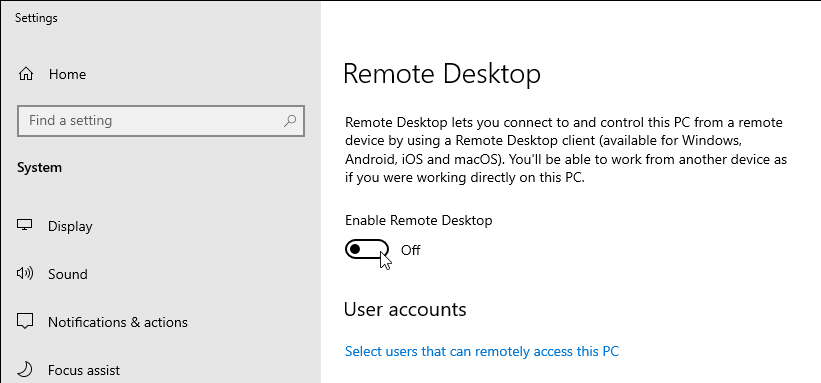 Settings
Home
Find a setting
System
Display
Sound
Notifications & actions
Focus assist
Remote Desktop
Remote Desktop lets you connect to and control this PC from a remote
device by using a Remote Desktop client (available for Windows,
Android, iOS and macOS). You'll be able to work from another device as
if you were working directly on this PC.
Enable Remote Desktop
Off
User accounts
Select users that can remotely access this PC